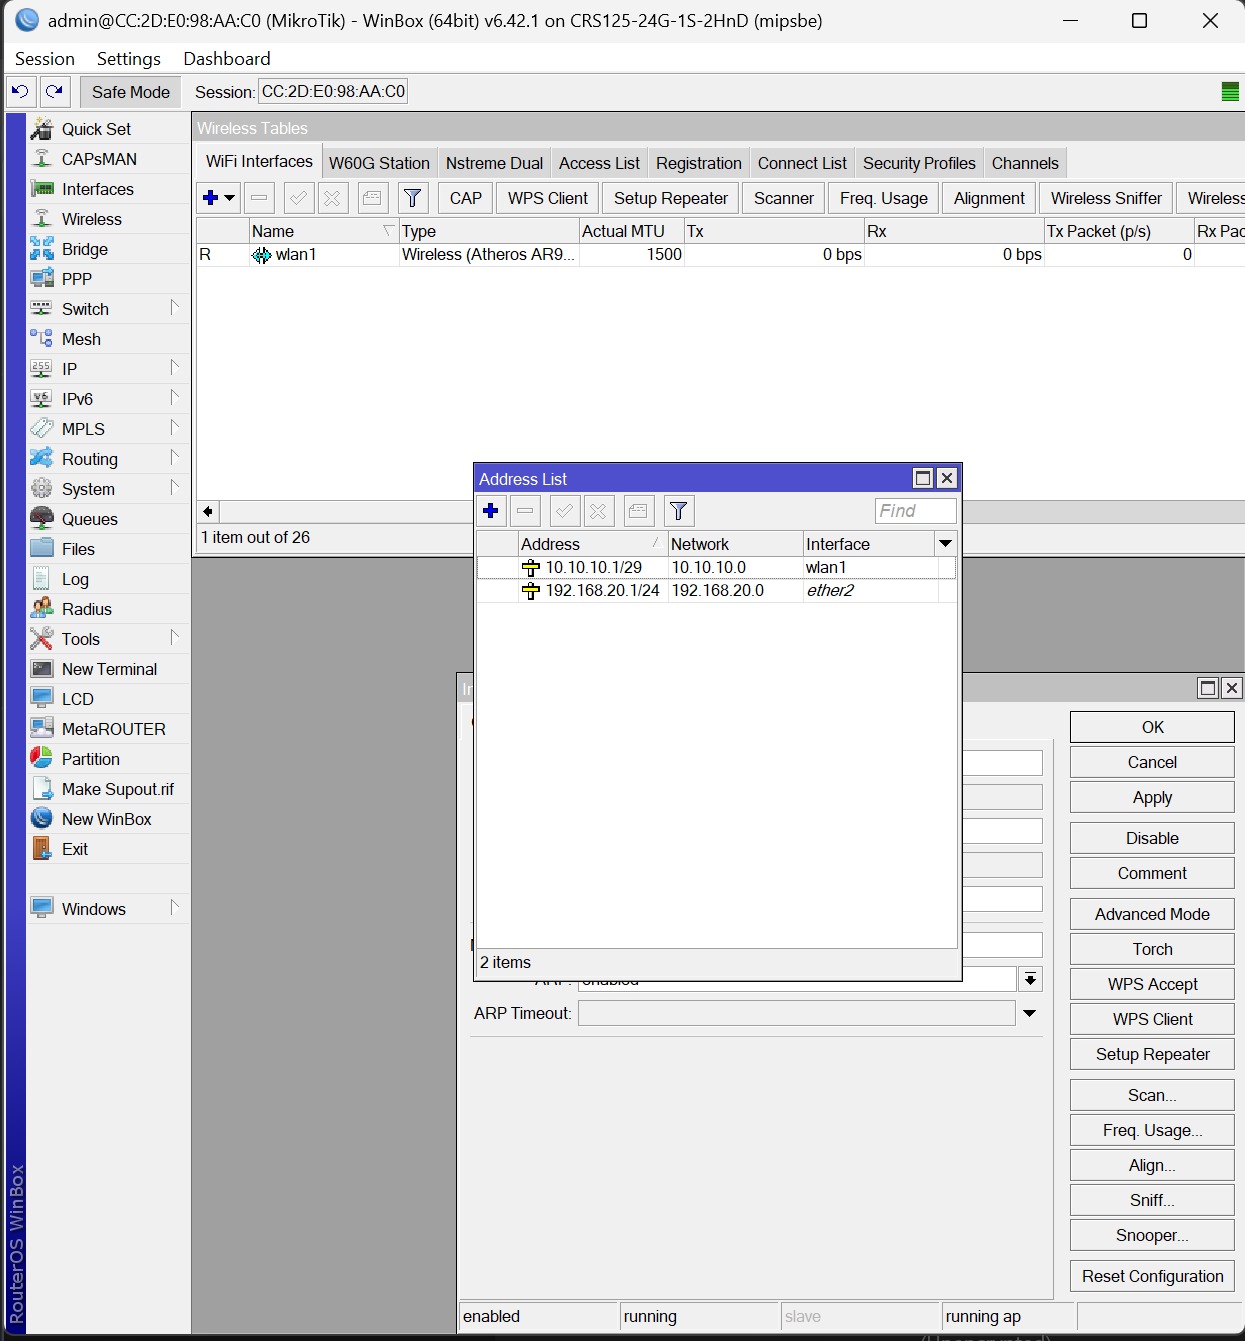 admin@CC:2D:E0:98:AA:C0 (MikroTik) - WinBox (64bit) v6.42.1 on CRS125-24G-1S-2HnD (mipsbe)
Session Settings Dashboard
Safe Mode Session: CC:2D:E0:98:AA:C0
Quick Set
CAPsMAN
Interfaces
Wireless
Bridge
PPP
Switch
Mesh
IP
IPv6
MPLS
Routing
System
Queues
Files
Log
Radius
Tools
New Terminal
LCD
MetaROUTER
Partition
Make Supout.rif
New WinBox
Exit
Windows
RouterOS WinBox
Wireless Tables
WiFi Interfaces W60G Station Nstreme Dual Access List Registration Connect List Security Profiles Channels
CAP WPS Client Setup Repeater Scanner Freq. Usage Alignment Wireless Sniffer Wireless
Name Type Actual MTU Tx Rx Tx Packet (p/s) Rx Pac
R wlan1 Wireless (Atheros AR9... 1500 0 bps 0 bps 0
1 item out of 26
Address List
Find
Address Network Interface
10.10.10.1/29 10.10.10.0 wlan1
192.168.20.1/24 192.168.20.0 ether2
2 items
ARP: enabled
ARP Timeout:
OK
Cancel
Apply
Disable
Comment
Advanced Mode
Torch
WPS Accept
WPS Client
Setup Repeater
Scan...
Freq. Usage...
Align...
Sniff...
Snooper...
Reset Configuration
enabled running slave running ap